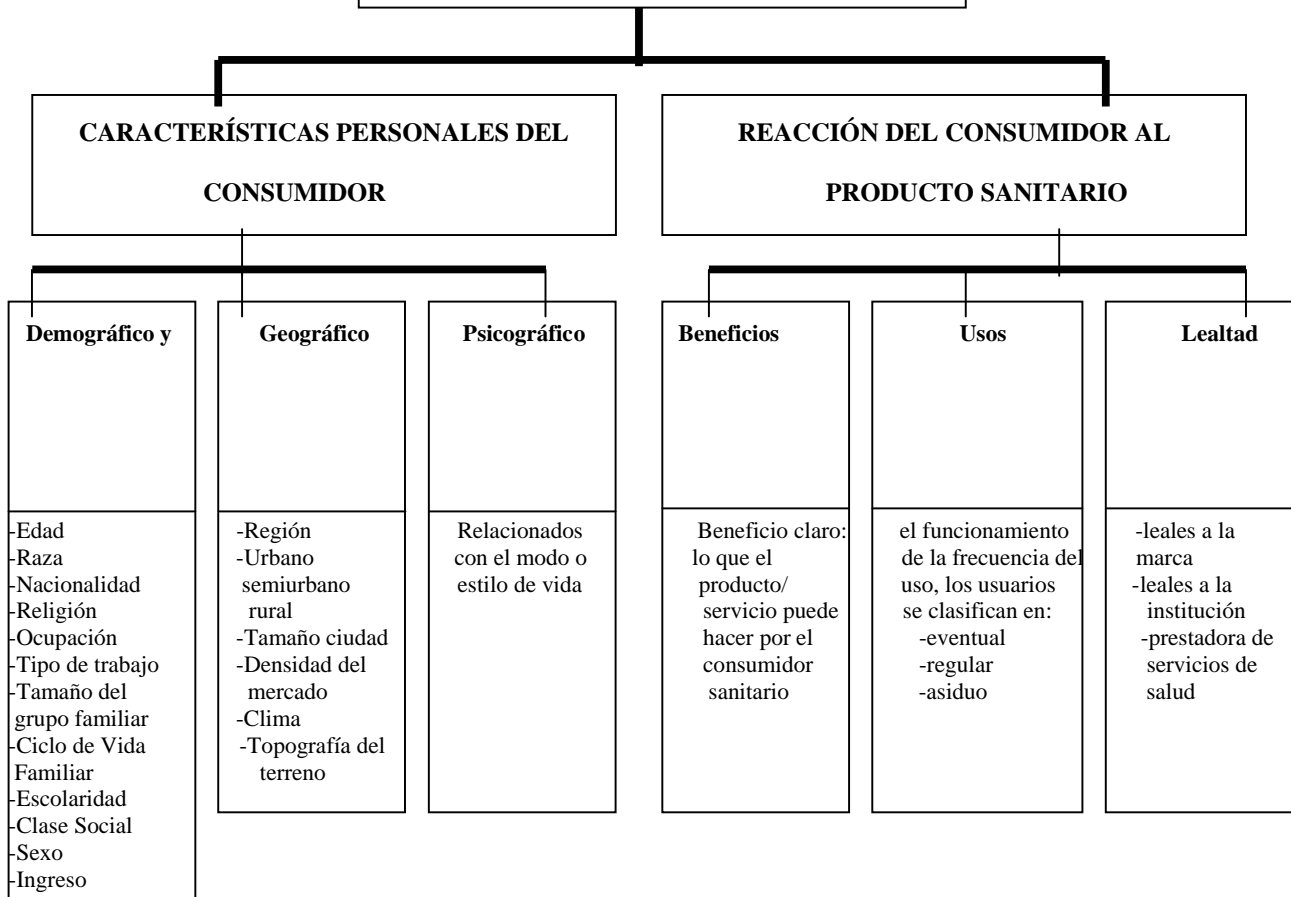 CARACTERÍSTICAS PERSONALES DEL
CONSUMIDOR
REACCIÓN DEL CONSUMIDOR AL
PRODUCTO SANITARIO
Demográfico y
-Edad
-Raza
-Nacionalidad
-Religión
-Ocupación
-Tipo de trabajo
-Tamaño del
grupo familiar
-Ciclo de Vida
Familiar
-Escolaridad
-Clase Social
-Sexo
-Ingreso
Geográfico
-Región
-Urbano
semiurbano
rural
-Tamaño ciudad
-Densidad del
mercado
-Clima
-Topografía del
terreno
Psicográfico
Relacionados
con el modo o
estilo de vida
Beneficios
Beneficio claro:
lo que el
producto/
servicio puede
hacer por el
consumidor
sanitario
Usos
el funcionamiento
de la frecuencia del
uso, los usuarios
se clasifican en:
-eventual
-regular
-asiduo
Lealtad
-leales a la
marca
-leales a la
institución
-prestadora de
servicios de
salud